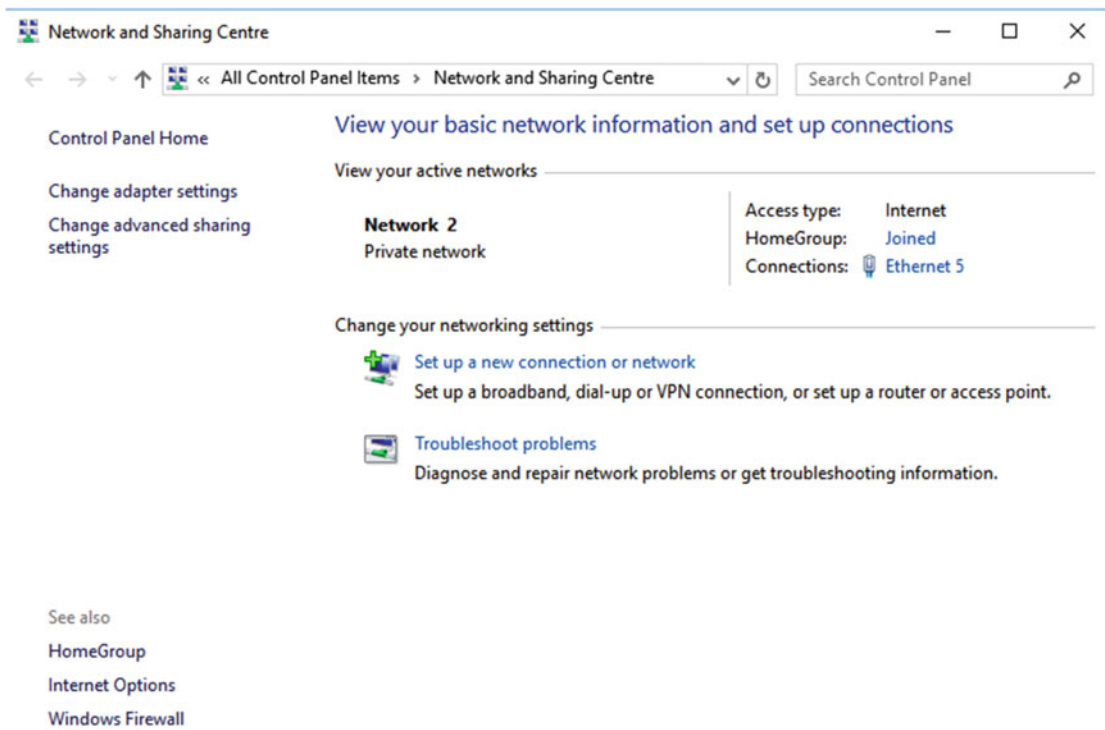 Network and Sharing Centre
« All Control Panel Items > Network and Sharing Centre
Search Control Panel
Control Panel Home
Change adapter settings
Change advanced sharing
settings
View your basic network information and set up connections
View your active networks
Network 2
Private network
Access type: Internet
HomeGroup: Joined
Connections: Ethernet 5
Change your networking settings
Set up a new connection or network
Set up a broadband, dial-up or VPN connection, or set up a router or access point.
Troubleshoot problems
Diagnose and repair network problems or get troubleshooting information.
See also
HomeGroup
Internet Options
Windows Firewall